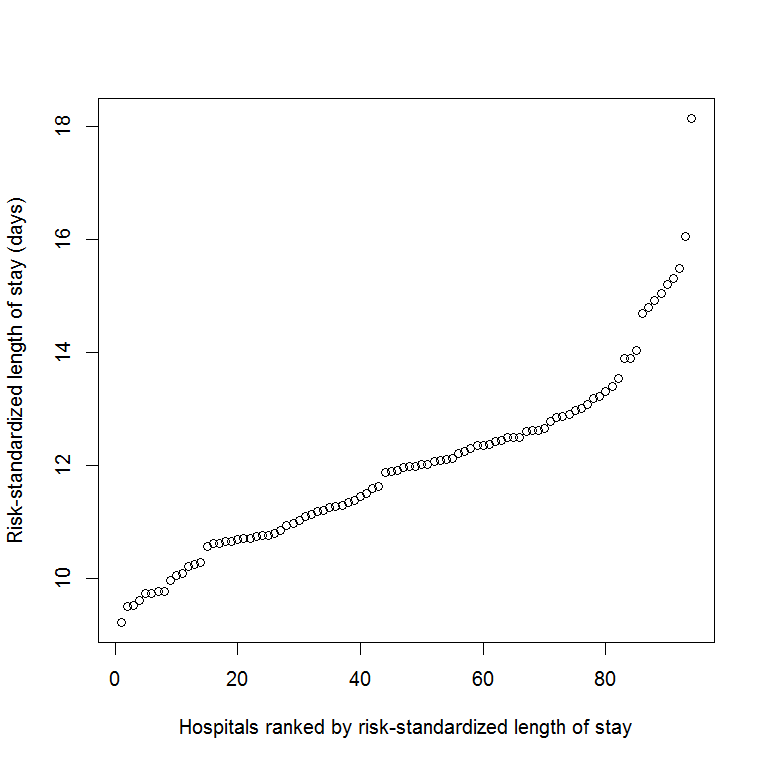 Risk-standardized length of stay (days)
18
16
14
12
10
0 20 40 60 80
Hospitals ranked by risk-standardized length of stay